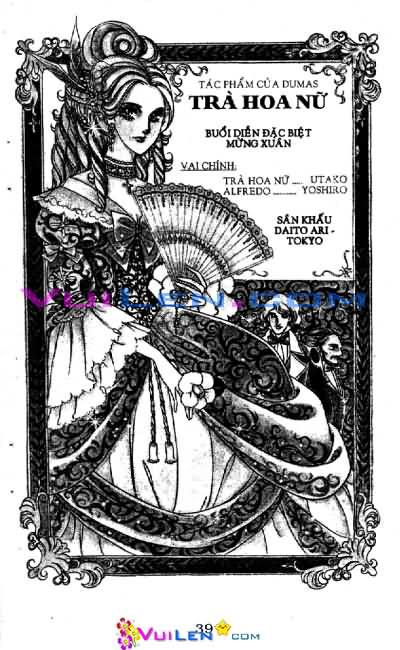 TÁC PHẨM CỦA DUMAS
TRÀ HOA NỮ
BUỔI DIỄN ĐẶC BIỆT
MỪNG XUÂN
VAI CHÍNH:
TRÀ HOA NỮ ..... UTAKO
ALFREDO ........... YOSHIRO
SÂN KHẤU
DAITO ARI -
TOKYO
VUILEN.COM
39
VUILEN COM